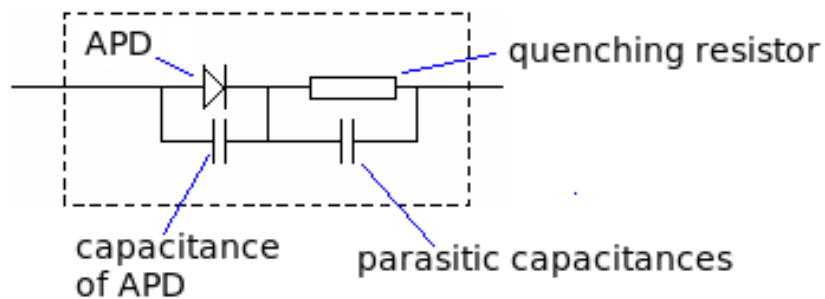 APD
quenching resistor
capacitance
of APD
parasitic capacitances